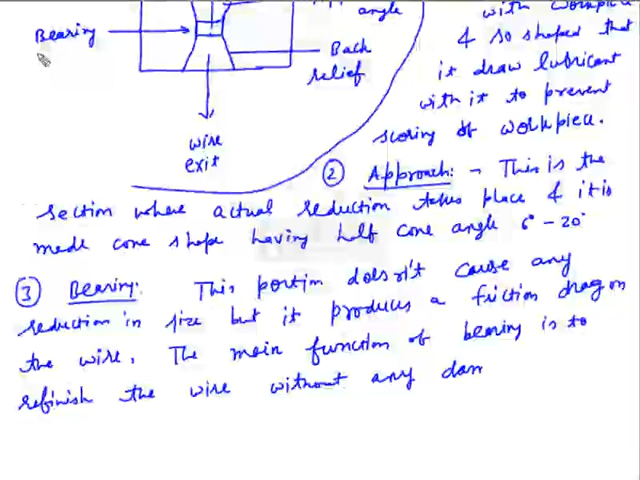 angle
Bearing
Back
relief
wire
exit
with workpiece
& so shaped that
it draw lubricant
with it to prevent
scoring of workpiece.
② Approach: - This is the
section where actual reduction takes place & it is
made cone shape having half cone angle 6° - 20°
③ Bearing: This portin doesn't cause any
reduction in size but it produces a friction drag on
the wire. The main function of bearing is to
refinish the wire without any dam